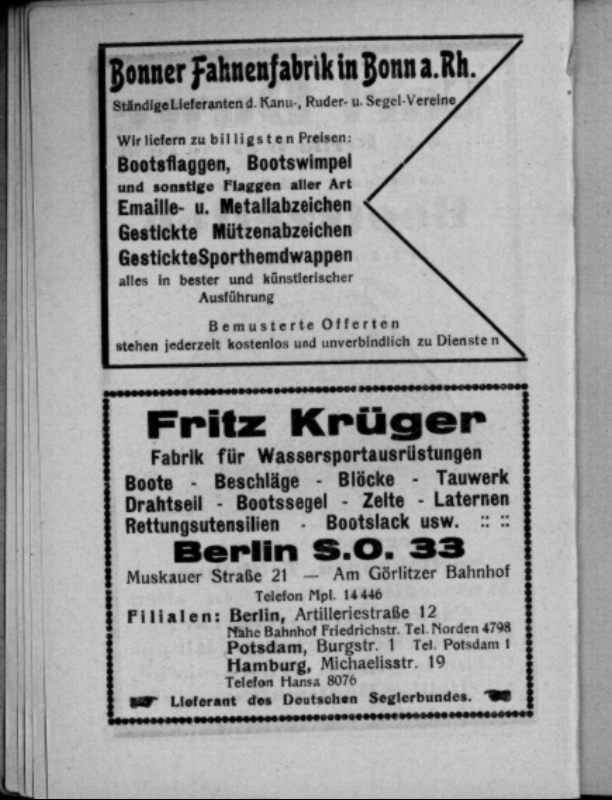 Bonner Fahnenfabrik in Bonn a. Rh.
Ständige Lieferanten d. Kanu-, Ruder- u. Segel-Vereine
Wir liefern zu billigsten Preisen:
Bootsflaggen, Bootswimpel
und sonstige Flaggen aller Art
Emaille- u. Metallabzeichen
Gestickte Mützenabzeichen
Gestickte Sporthemdwappen
alles in bester und künstlerischer
Ausführung
Bemusterte Offerten
stehen jederzeit kostenlos und unverbindlich zu Diensten
Fritz Krüger
Fabrik für Wassersportausrüstungen
Boote - Beschläge - Blöcke - Tauwerk
Drahtseil - Bootssegel - Zelte - Laternen
Rettungsutensilien - Bootslack usw. :: ::
Berlin S.O. 33
Muskauer Straße 21 — Am Görlitzer Bahnhof
Telefon Mpl. 14446
Filialen: Berlin, Artilleriestraße 12
Nahe Bahnhof Friedrichstr. Tel. Norden 4798
Potsdam, Burgstr. 1 Tel. Potsdam 1
Hamburg, Michaelisstr. 19
Telefon Hansa 8076
Lieferant des Deutschen Seglerbundes.